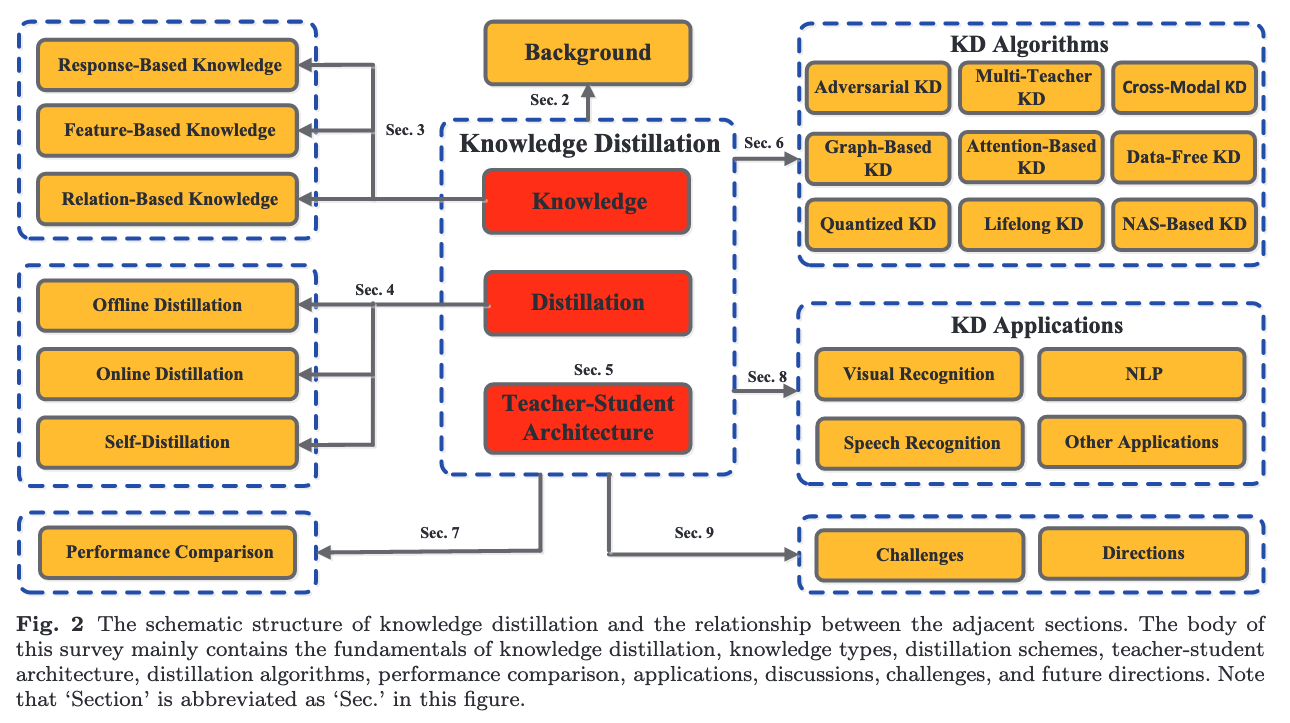 Response-Based Knowledge
Feature-Based Knowledge
Relation-Based Knowledge
Sec. 3
Offline Distillation
Online Distillation
Self-Distillation
Sec. 4
Performance Comparison
Sec. 7
Background
Sec. 2
Knowledge Distillation
Knowledge
Distillation
Sec. 5
Teacher-Student
Architecture
Sec. 6
KD Algorithms
Adversarial KD
Multi-Teacher
KD
Cross-Modal KD
Graph-Based
KD
Attention-Based
KD
Data-Free KD
Quantized KD
Lifelong KD
NAS-Based KD
Sec. 8
KD Applications
Visual Recognition
NLP
Speech Recognition
Other Applications
Sec. 9
Challenges
Directions
Fig. 2 The schematic structure of knowledge distillation and the relationship between the adjacent sections. The body of
this survey mainly contains the fundamentals of knowledge distillation, knowledge types, distillation schemes, teacher-student
architecture, distillation algorithms, performance comparison, applications, discussions, challenges, and future directions. Note
that ‘Section’ is abbreviated as ‘Sec.’ in this figure.